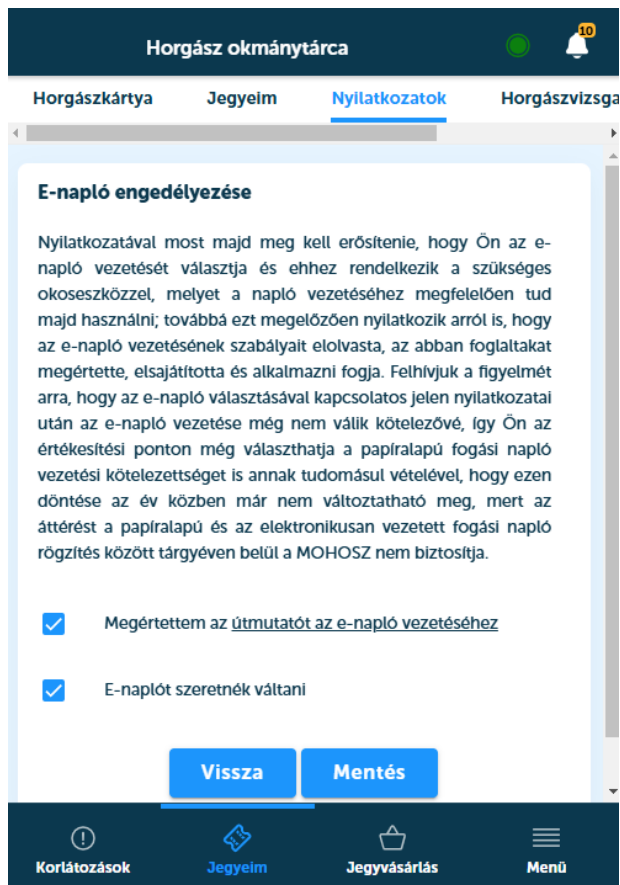 Horgász okmánytárca
10
Horgászkártya Jegyeim Nyilatkozatok Horgászvizsga
E-napló engedélyezése
Nyilatkozatával most majd meg kell erősítenie, hogy Ön az e-
napló vezetését választja és ehhez rendelkezik a szükséges
okoseszközzel, melyet a napló vezetéséhez megfelelően tud
majd használni; továbbá ezt megelőzően nyilatkozik arról is, hogy
az e-napló vezetésének szabályait elolvasta, az abban foglaltakat
megértette, elsajátította és alkalmazni fogja. Felhívjuk a figyelmét
arra, hogy az e-napló választásával kapcsolatos jelen nyilatkozatai
után az e-napló vezetése még nem válik kötelezővé, így Ön az
értékesítési ponton még választhatja a papíralapú fogási napló
vezetési kötelezettséget is annak tudomásul vételével, hogy ezen
döntése az év közben már nem változtatható meg, mert az
áttérést a papíralapú és az elektronikusan vezetett fogási napló
rögzítés között tárgyéven belül a MOHOSZ nem biztosítja.
Megértettem az útmutatót az e-napló vezetéséhez
E-naplót szeretnék váltani
Vissza Mentés
Korlátozások Jegyeim Jegyvásárlás Menü